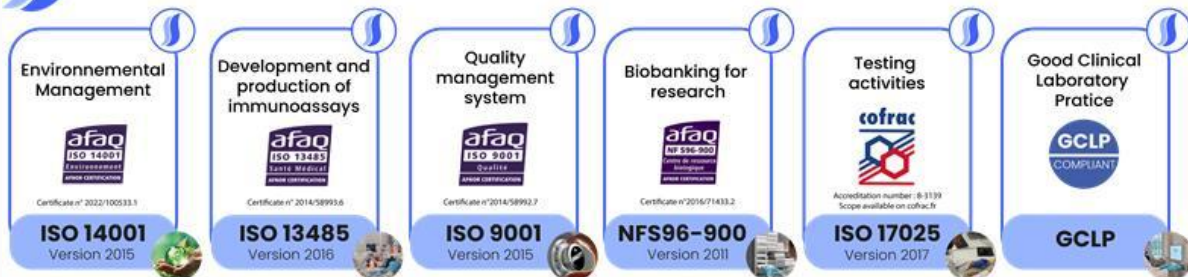 Environnemental
Management
afaq
ISO 14001
Environnement
AFNOR CERTIFICATION
Certificate n° 2022/100533.1
ISO 14001
Version 2015
Development and
production of
immunoassays
afaq
ISO 13485
Santé Médical
AFNOR CERTIFICATION
Certificate n° 2014/58993.6
ISO 13485
Version 2016
Quality
management
system
afaq
ISO 9001
Qualité
AFNOR CERTIFICATION
Certificate n°2014/58992.7
ISO 9001
Version 2015
Biobanking for
research
afaq
NF S96-900
Centre de ressource
biologique
AFNOR CERTIFICATION
Certificate n°2016/71433.2
NFS96-900
Version 2011
Testing
activities
cofrac
Accreditation number : 8-3139
Scope available on cofrac.fr
ISO 17025
Version 2017
Good Clinical
Laboratory
Pratice
GCLP
COMPLIANT
GCLP